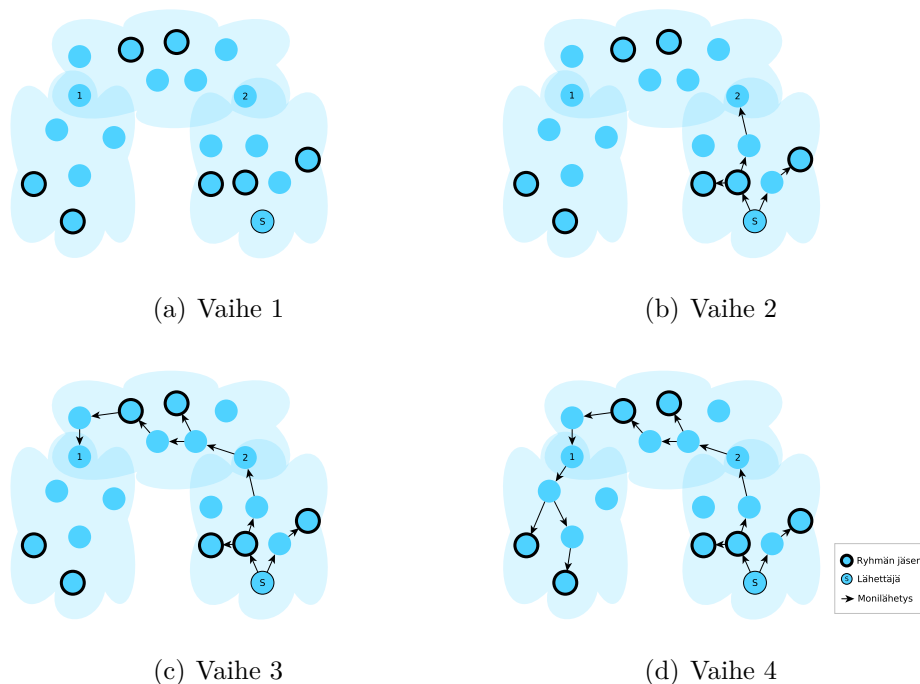 1
2
S
(a) Vaihe 1
1
2
S
(b) Vaihe 2
1
2
S
(c) Vaihe 3
1
2
S
(d) Vaihe 4
Ryhmän jäsen
S Lähettäjä
Monilähetys